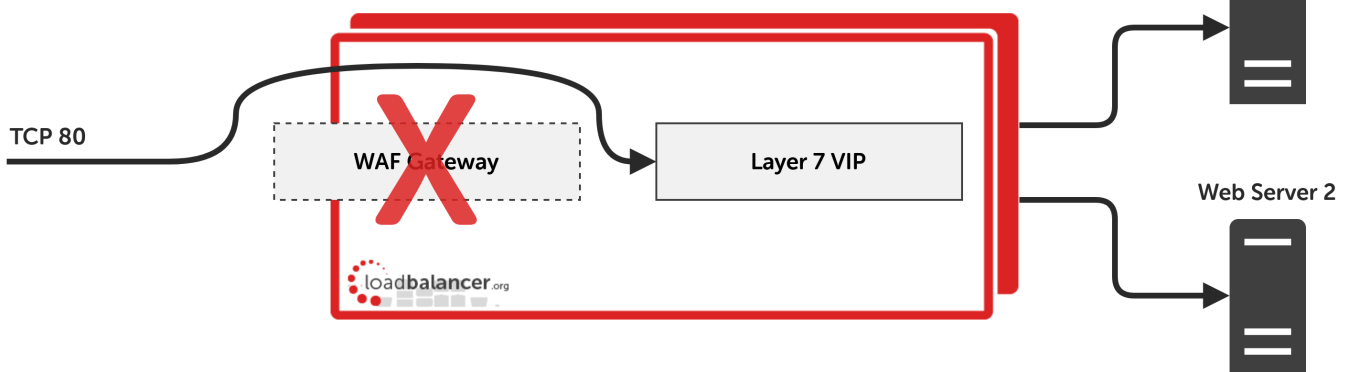 TCP 80
WAF Gateway
Layer 7 VIP
Web Server 2
loadbalancer.org